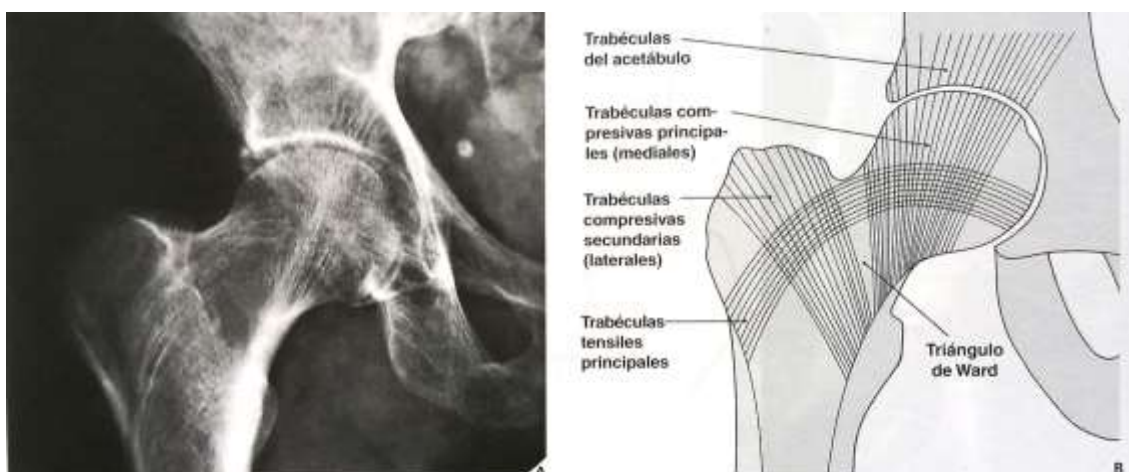 Trabéculas
del acetábulo
Trabéculas com-
presivas principa-
les (mediales)
Trabéculas
compresivas
secundarias
(laterales)
Trabéculas
tensiles
principales
Triángulo
de Ward
A
B